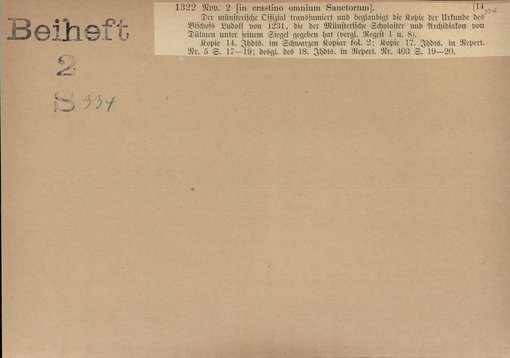 Beiheft
2
S 334
1322 Nov. 2 [in crastino omnium Sanctorum]. [14
334
Der münsterische Offizial transsumiert und beglaubigt die Kopie der Urkunde des
Bischofs Ludolf von 1231, die der Münsterische Scholaster und Archidiakon von
Dülmen unter seinem Siegel gegeben hat (vergl. Regest 1 u. 8).
Kopie 14. Jhdts. im Schwarzen Kopiar fol. 2; Kopie 17. Jhdts. in Repert.
Nr. 5 S. 17—19; desgl. des 18. Jhdts. in Repert. Nr. 403 S. 19—20.